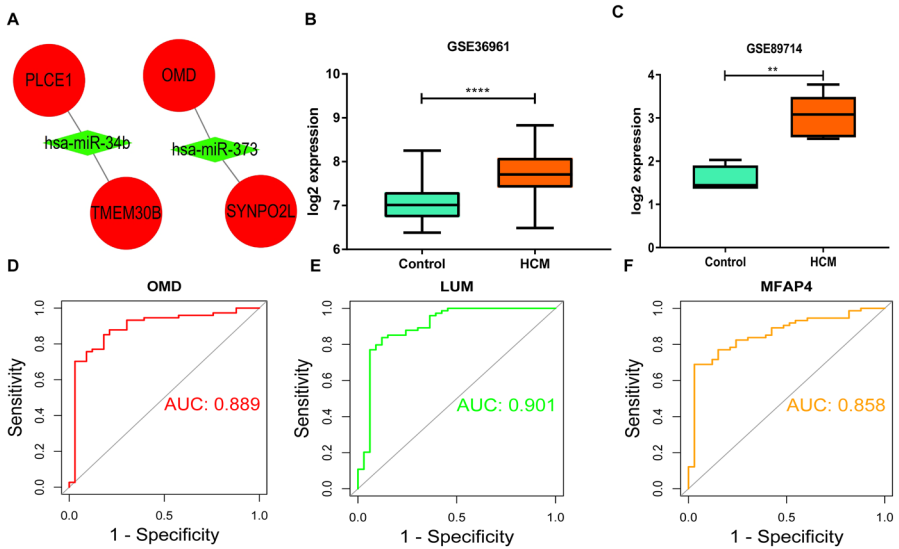 A
PLCE1
OMD
hsa-miR-34b
hsa-miR-373
TMEM30B
SYNPO2L
B
GSE36961
****
log2 expression
10
9
8
7
6
Control
HCM
C
GSE89714
**
log2 expression
4
3
2
1
0
Control
HCM
D
OMD
Sensitivity
1.0
0.8
0.6
0.4
0.2
0.0
AUC: 0.889
0.0
0.5
1.0
1 - Specificity
E
LUM
Sensitivity
1.0
0.8
0.6
0.4
0.2
0.0
AUC: 0.901
0.0
0.5
1.0
1 - Specificity
F
MFAP4
Sensitivity
1.0
0.8
0.6
0.4
0.2
0.0
AUC: 0.858
0.0
0.5
1.0
1 - Specificity